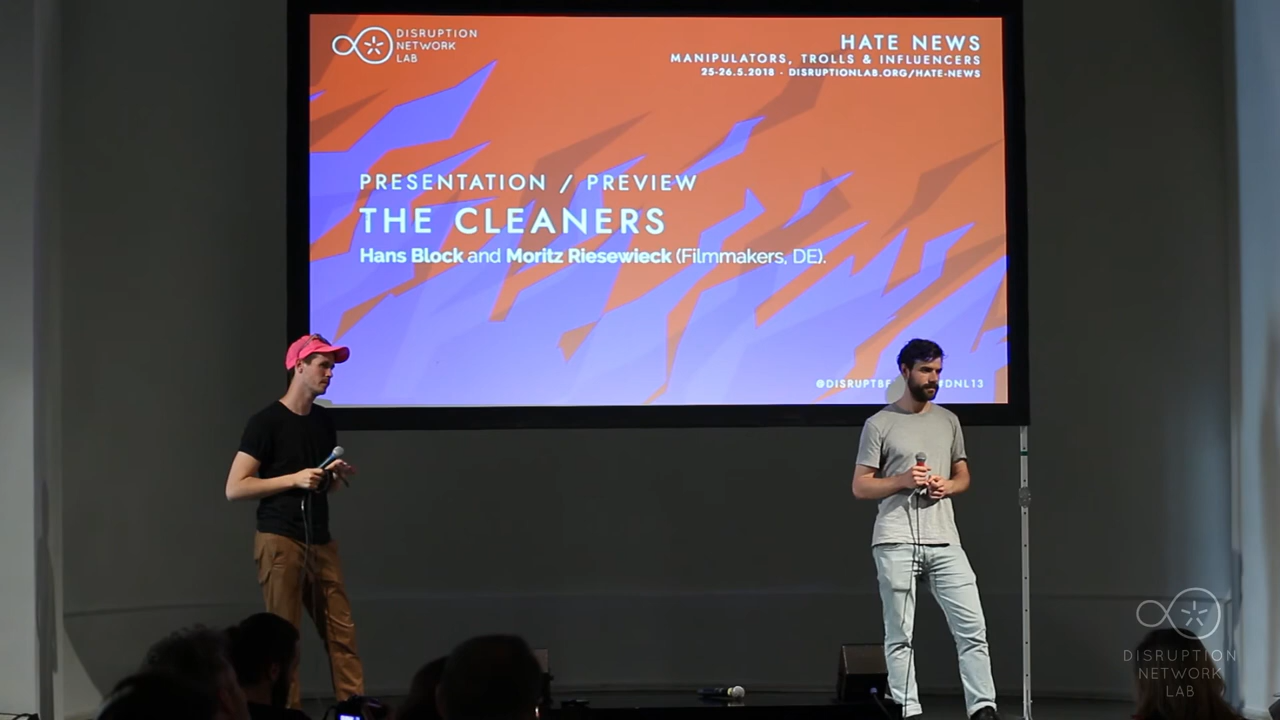 DISRUPTION
NETWORK
LAB
HATE NEWS
MANIPULATORS, TROLLS & INFLUENCERS
25-26.5.2018 - DISRUPTIONLAB.ORG/HATE-NEWS
PRESENTATION / PREVIEW
THE CLEANERS
Hans Block and Moritz Riesewieck (Filmmakers, DE).
#DNL13
DISRUPTION
NETWORK
LAB